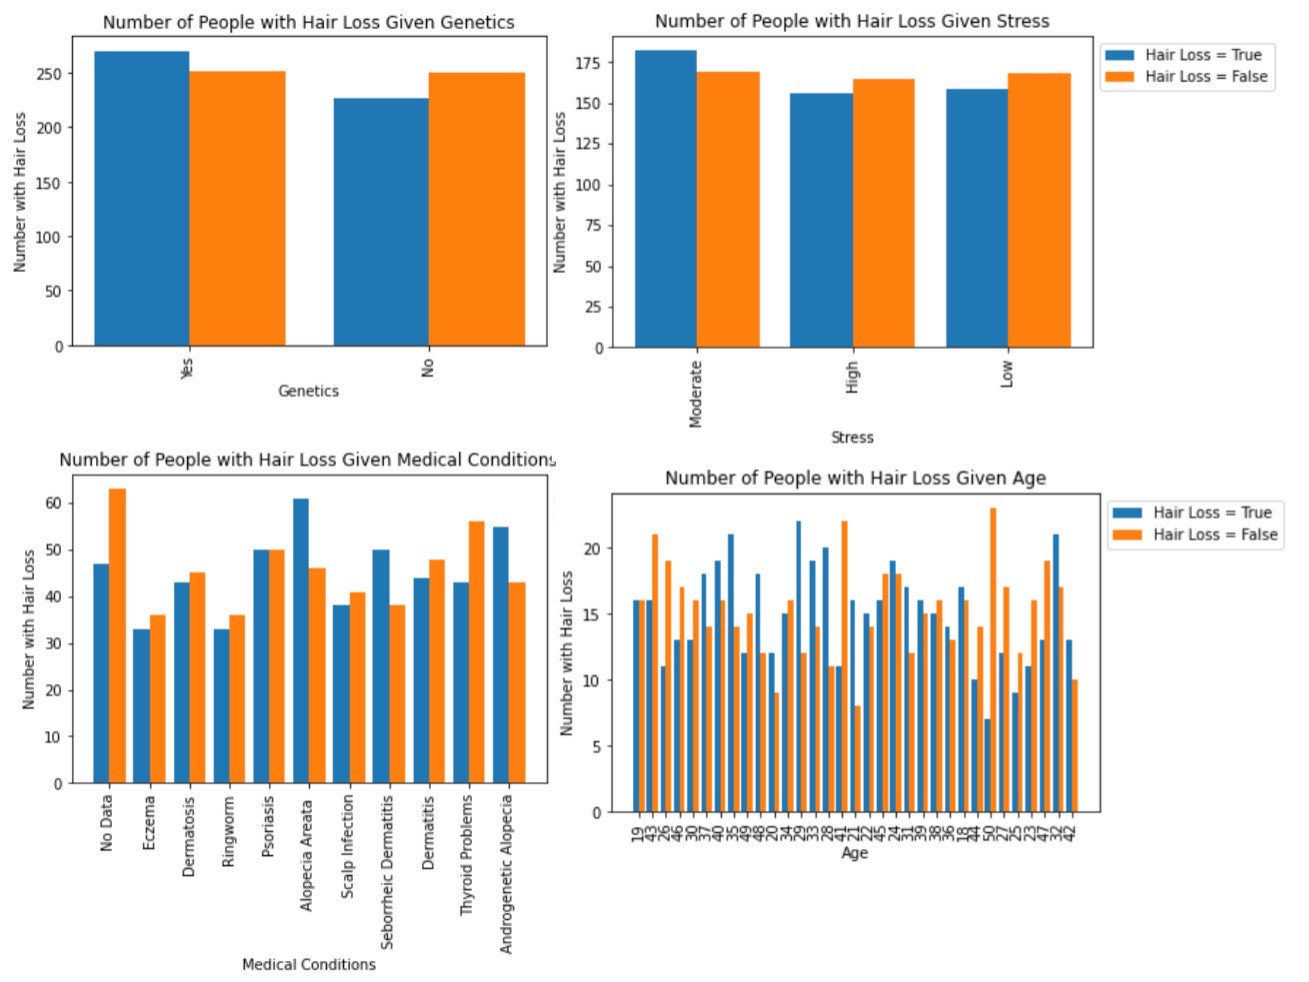 Number of People with Hair Loss Given Genetics
Number with Hair Loss
250
200
150
100
50
0
Yes
No
Genetics
Number of People with Hair Loss Given Stress
Number with Hair Loss
175
150
125
100
75
50
25
0
Moderate
High
Low
Stress
Hair Loss = True
Hair Loss = False
Number of People with Hair Loss Given Medical Conditions
Number with Hair Loss
60
50
40
30
20
10
0
No Data
Eczema
Dermatosis
Ringworm
Psoriasis
Alopecia Areata
Scalp Infection
Seborrheic Dermatitis
Dermatitis
Thyroid Problems
Androgenetic Alopecia
Medical Conditions
Number of People with Hair Loss Given Age
Number with Hair Loss
20
15
10
5
0
19
43
26
46
30
37
40
35
49
48
20
34
29
33
28
41
21
22
45
24
31
39
38
36
18
44
50
27
25
23
47
32
42
Age
Hair Loss = True
Hair Loss = False